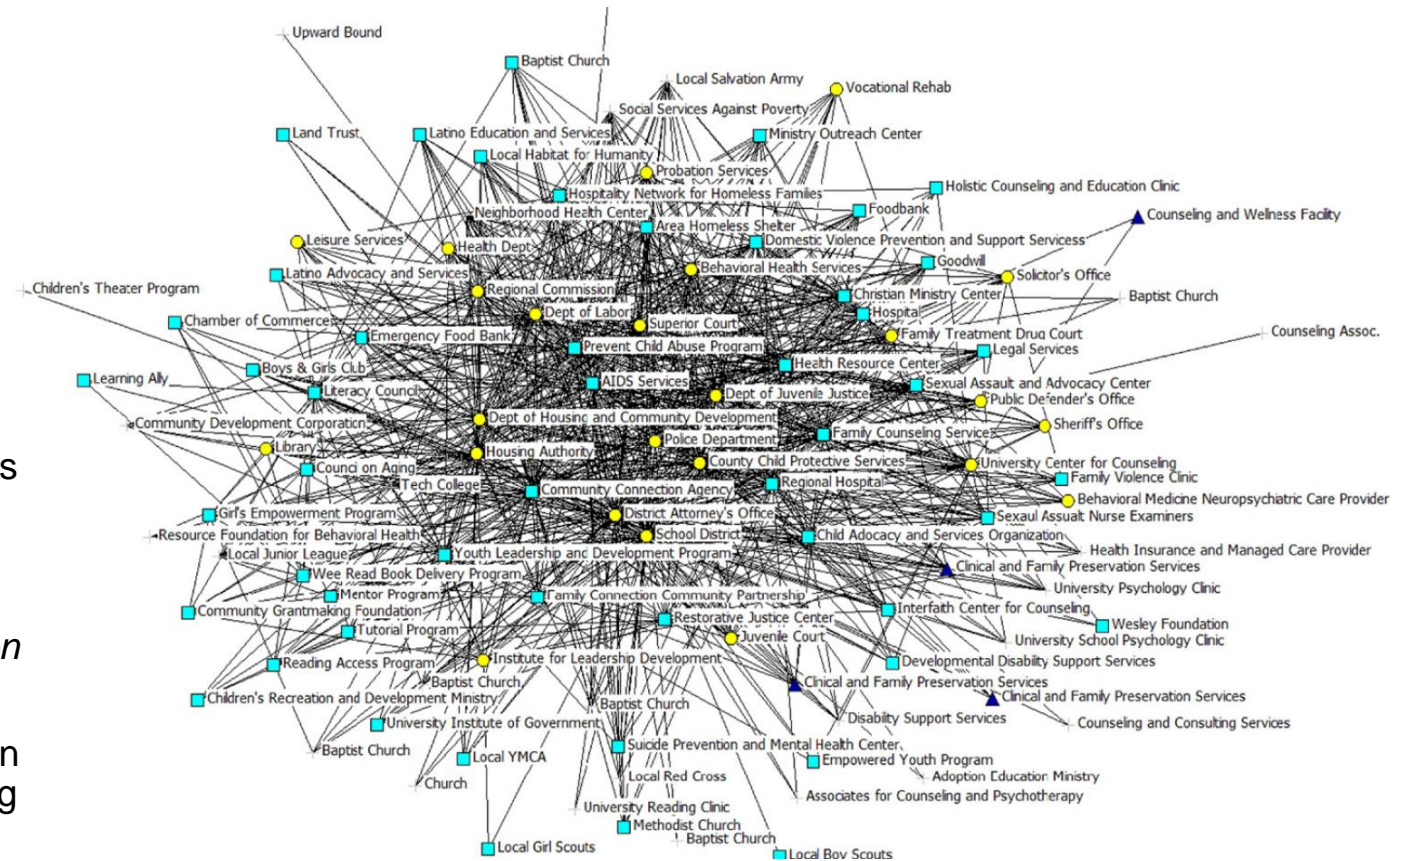 Upward Bound
Baptist Church
Local Salvation Army
Vocational Rehab
Social Services Against Poverty
Land Trust
Latino Education and Services
Ministry Outreach Center
Local Habitat for Humanity
Probation Services
Hospitality Network for Homeless Families
Holistic Counseling and Education Clinic
Neighborhood Health Center
Foodbank
Counseling and Wellness Facility
Area Homeless Shelter
Leisure Services
Health Dept
Domestic Violence Prevention and Support Services
Latino Advocacy and Services
Behavioral Health Services
Goodwill
Solicitor's Office
Children's Theater Program
Regional Commission
Christian Ministry Center
Baptist Church
Dept of Labor
Hospital
Chamber of Commerce
Superior Court
Emergency Food Bank
Family Treatment Drug Court
Counseling Assoc.
Prevent Child Abuse Program
Legal Services
Boys & Girls Club
Health Resource Center
Learning Ally
AIDS Services
Sexual Assault and Advocacy Center
Literacy Council
Dept of Juvenile Justice
Public Defender's Office
Community Development Corporation
Dept of Housing and Community Development
Sheriff's Office
Family Counseling Service
Library
Police Department
Housing Authority
County Child Protective Services
University Center for Counseling
s
Counci on Aging
Family Violence Clinic
Tech College
Regional Hospital
Community Connection Agency
Behavioral Medicine Neuropsychiatric Care Provider
Girl's Empowerment Program
District Attorney's Office
Sexaul Assualt Nurse Examiners
Resource Foundation for Behavioral Health
School District
Child Adocacy and Services Organization
Local Junior League
Youth Leadership and Development Program
Health Insurance and Managed Care Provider
Clinical and Family Preservation Services
Wee Read Book Delivery Program
University Psychology Clinic
Mentor Program
Family Connection Community Partnership
Community Grantmaking Foundation
Interfaith Center for Counseling
Restorative Justice Center
Wesley Foundation
Tutorial Program
Juvenile Court
University School Psychology Clinic
n
Reading Access Program
Institute for Leadership Development
Developmental Disability Support Services
Baptist Church
Clinical and Family Preservation Services
Children's Recreation and Development Ministry
Clinical and Family Preservation Services
Baptist Church
University Institute of Government
Disability Support Services
Counseling and Consulting Services
n
Baptist Church
Suicide Prevention and Mental Health Center
Local YMCA
Empowered Youth Program
Local Red Cross
Adoption Education Ministry
Church
g
Associates for Counseling and Psychotherapy
University Reading Clinic
Methodist Church
Baptist Church
Local Girl Scouts
Local Boy Scouts